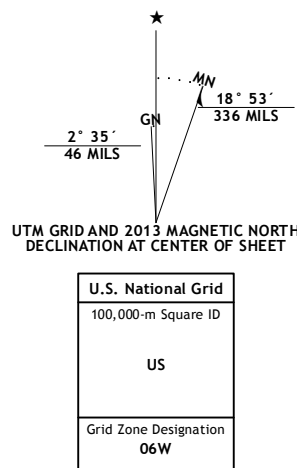 ★
MN
GN
18° 53´
336 MILS
2° 35´
46 MILS
UTM GRID AND 2013 MAGNETIC NORTH
DECLINATION AT CENTER OF SHEET
U.S. National Grid
100,000-m Square ID
US
Grid Zone Designation
06W